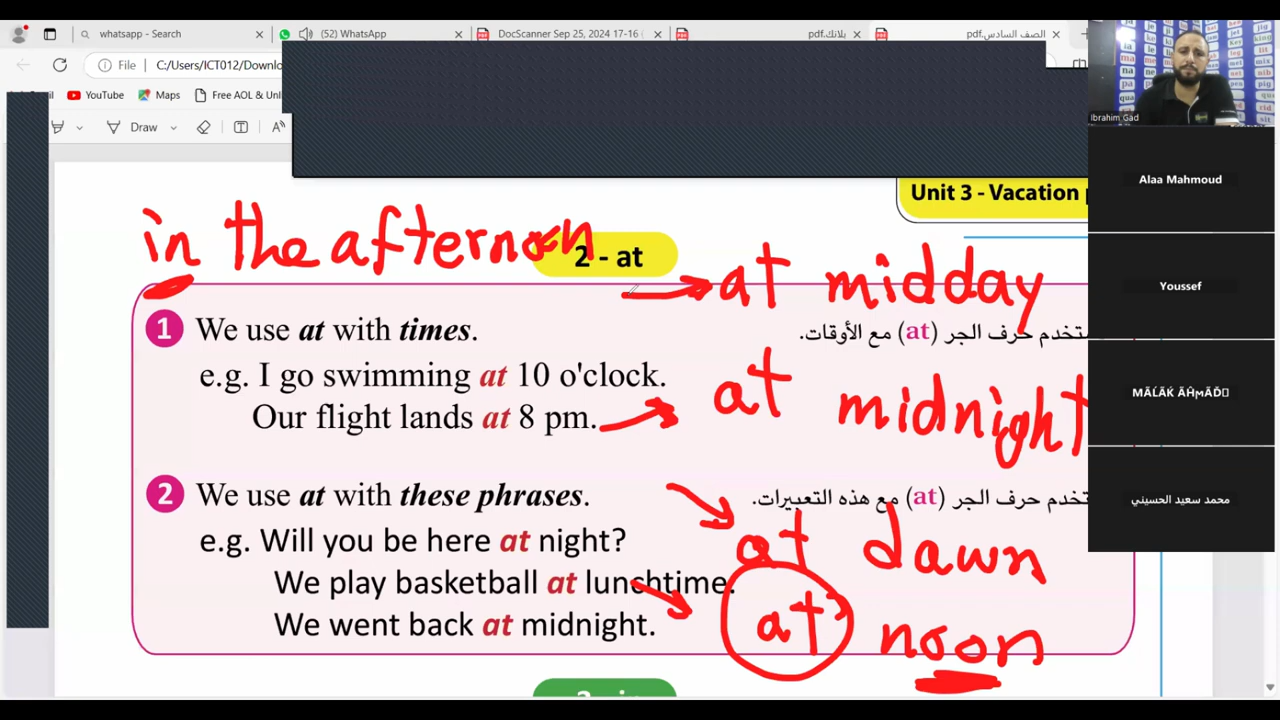 whatsapp - Search
(52) WhatsApp
DocScanner Sep 25, 2024 17-16
بلانك.pdf
الصف السادس.pdf
File
C:/Users/ICT012/Downlo
YouTube
Maps
Free AOL & Unl
Draw
Ibrahim Gad
Alaa Mahmoud
Youssef
MÃĹÃЌ ÃĤϻÃĎ
محمد سعيد الحسيني
Unit 3 - Vacation
in the afternoon
2 - at
at midday
1 We use at with times.
ستخدم حرف الجر (at) مع الأوقات.
e.g. I go swimming at 10 o'clock.
Our flight lands at 8 pm.
at midnight
2 We use at with these phrases.
تخدم حرف الجر (at) مع هذه التعبيرات.
e.g. Will you be here at night?
at dawn
We play basketball at lunchtime.
We went back at midnight.
at noon